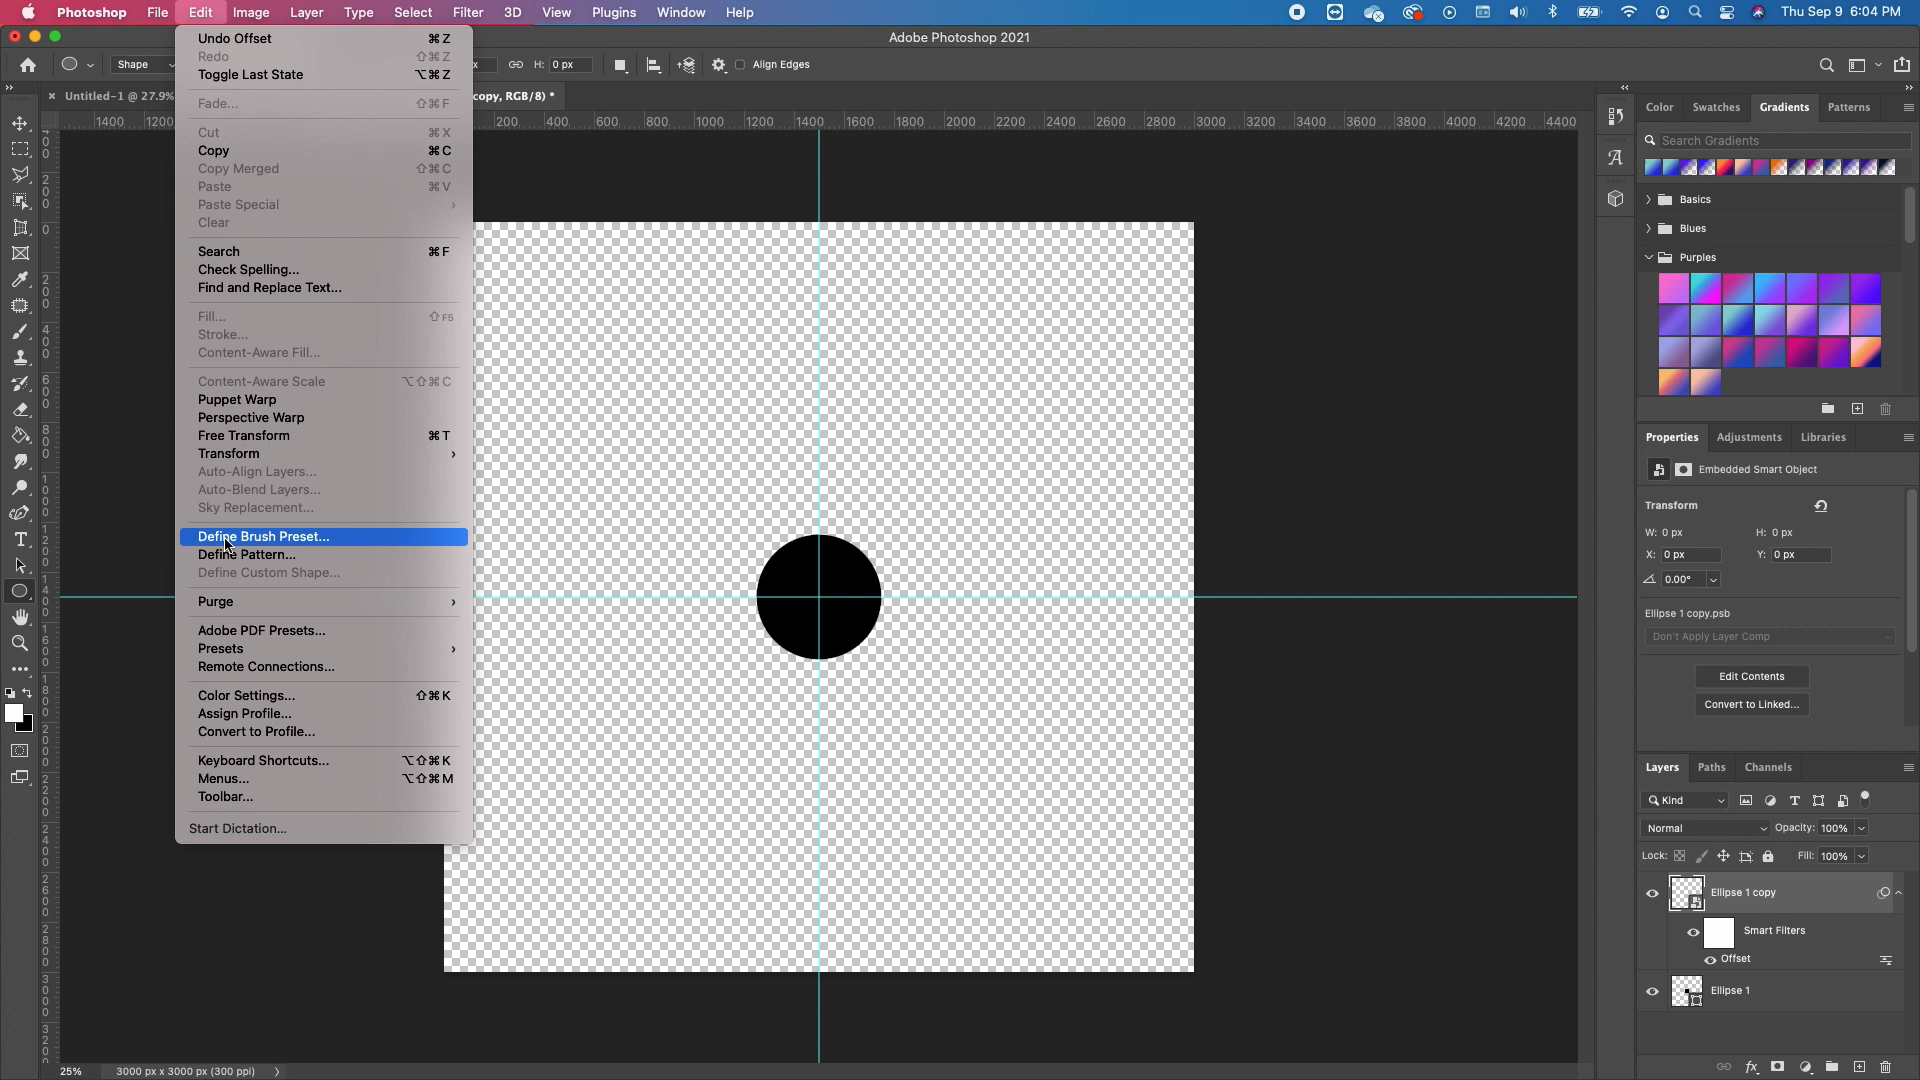 Photoshop File Edit Image Layer Type Select Filter 3D View Plugins Window Help Thu Sep 9 6:04 PM
Adobe Photoshop 2021
Shape px H: 0 px Align Edges
Untitled-1 @ 27.9% copy, RGB/8) *
1400 1200 200 400 600 800 1000 1200 1400 1600 1800 2000 2200 2400 2600 2800 3000 3200 3400 3600 3800 4000 4200 4400
Undo Offset ⌘Z
Redo ⇧⌘Z
Toggle Last State ⌥⌘Z
Fade... ⇧⌘F
Cut ⌘X
Copy ⌘C
Copy Merged ⇧⌘C
Paste ⌘V
Paste Special
Clear
Search ⌘F
Check Spelling...
Find and Replace Text...
Fill... ⇧F5
Stroke...
Content-Aware Fill...
Content-Aware Scale ⌥⇧⌘C
Puppet Warp
Perspective Warp
Free Transform ⌘T
Transform
Auto-Align Layers...
Auto-Blend Layers...
Sky Replacement...
Define Brush Preset...
Define Pattern...
Define Custom Shape...
Purge
Adobe PDF Presets...
Presets
Remote Connections...
Color Settings... ⇧⌘K
Assign Profile...
Convert to Profile...
Keyboard Shortcuts... ⌥⇧⌘K
Menus... ⌥⇧⌘M
Toolbar...
Start Dictation...
25% 3000 px x 3000 px (300 ppi)
Color Swatches Gradients Patterns
Search Gradients
Basics
Blues
Purples
Properties Adjustments Libraries
Embedded Smart Object
Transform
W: 0 px H: 0 px
X: 0 px Y: 0 px
0.00°
Ellipse 1 copy.psb
Don't Apply Layer Comp
Edit Contents
Convert to Linked...
Layers Paths Channels
Kind
Normal Opacity: 100%
Lock: Fill: 100%
Ellipse 1 copy
Smart Filters
Offset
Ellipse 1